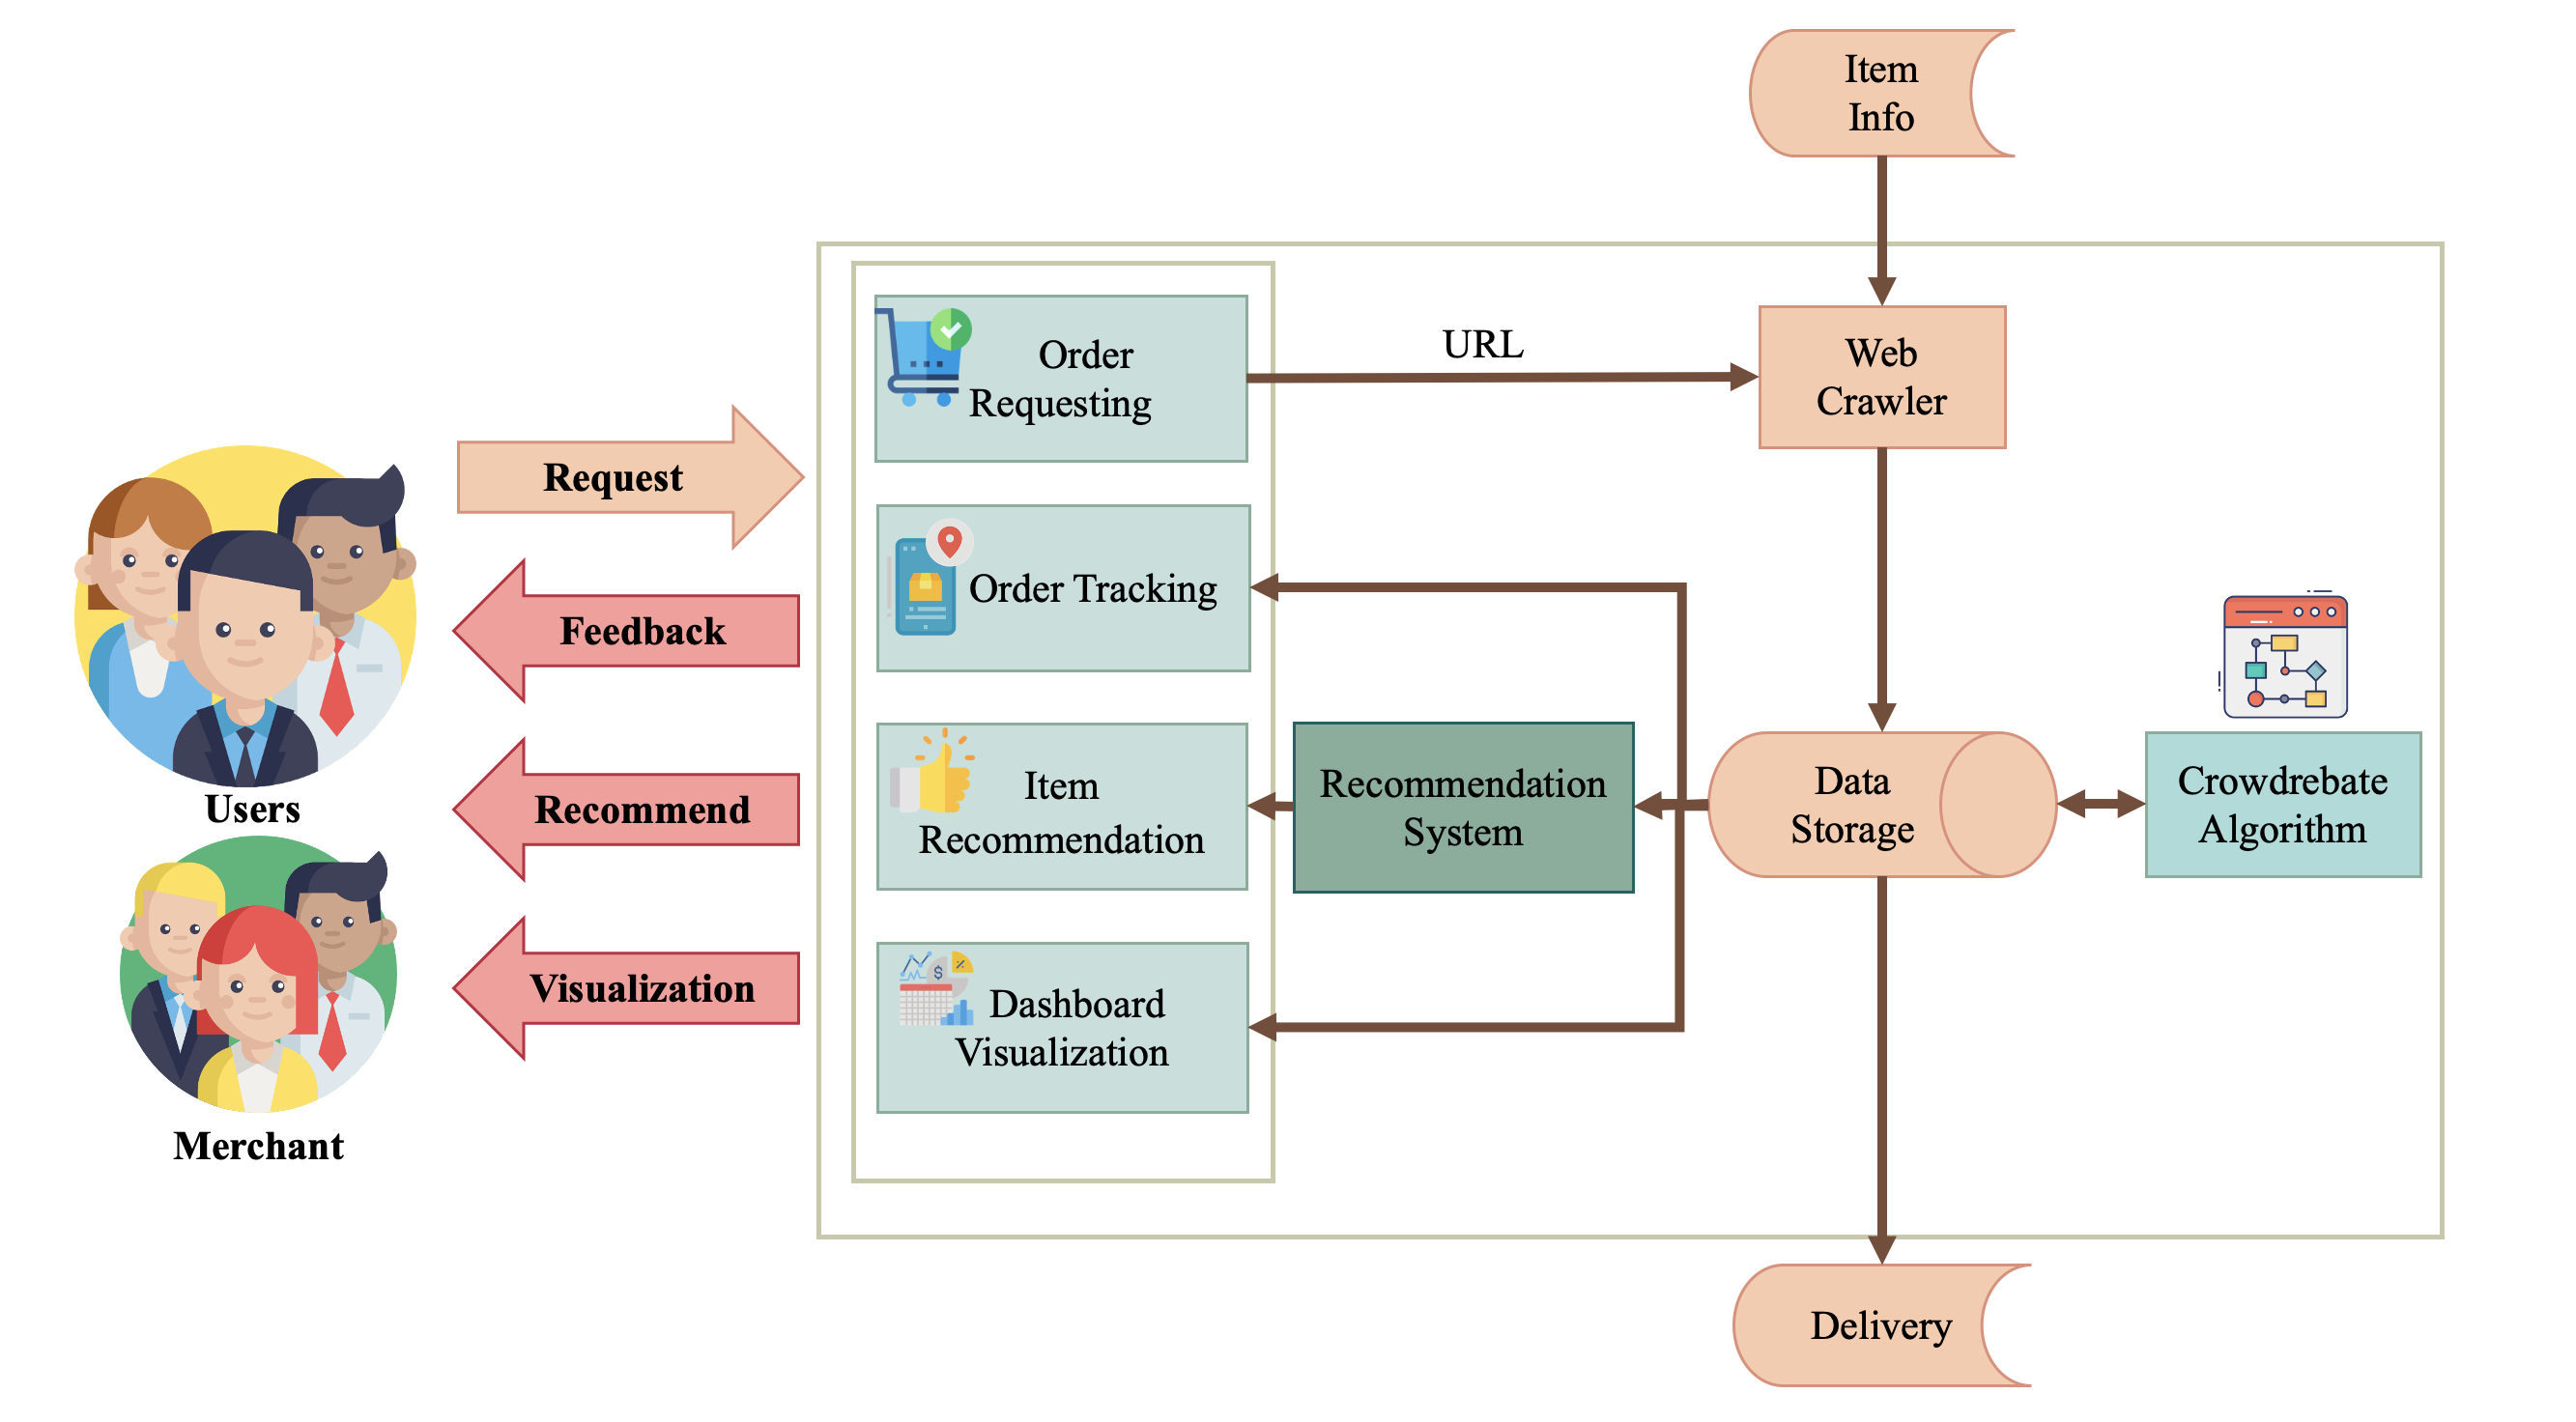 Item
Info
Order
Requesting
URL
Web
Crawler
Request
Order Tracking
Feedback
Item
Recommendation
Recommendation
System
Data
Storage
Crowdrebate
Algorithm
Recommend
Users
Dashboard
Visualization
Visualization
Merchant
Delivery
$
%